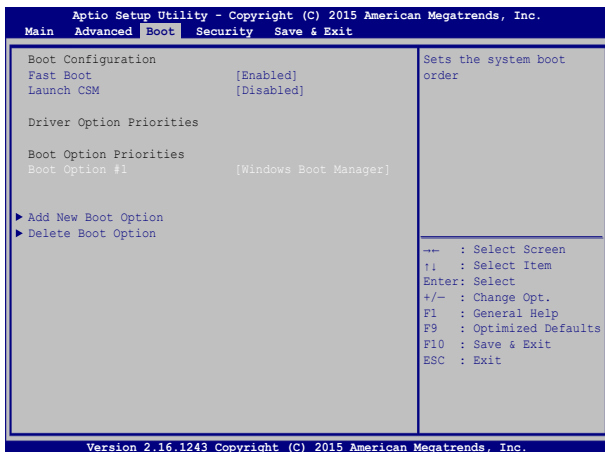 Aptio Setup Utility - Copyright (C) 2015 American Megatrends, Inc.
Main Advanced Boot Security Save & Exit
Boot Configuration
Fast Boot [Enabled]
Launch CSM [Disabled]
Driver Option Priorities
Boot Option Priorities
Boot Option #1 [Windows Boot Manager]
Add New Boot Option
Delete Boot Option
Sets the system boot
order
→← : Select Screen
↑↓ : Select Item
Enter: Select
+/— : Change Opt.
F1 : General Help
F9 : Optimized Defaults
F10 : Save & Exit
ESC : Exit
Version 2.16.1243 Copyright (C) 2015 American Megatrends, Inc.